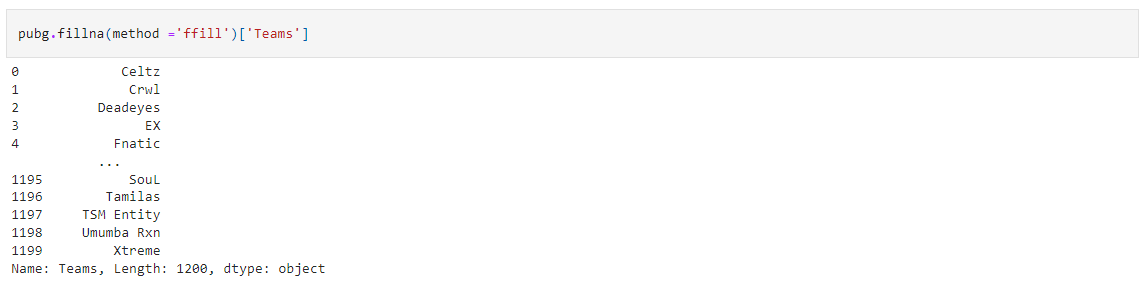 pubg.fillna(method ='ffill')['Teams']
0 Celtz
1 Crwl
2 Deadeyes
3 EX
4 Fnatic
...
1195 SouL
1196 Tamilas
1197 TSM Entity
1198 Umumba Rxn
1199 Xtreme
Name: Teams, Length: 1200, dtype: object